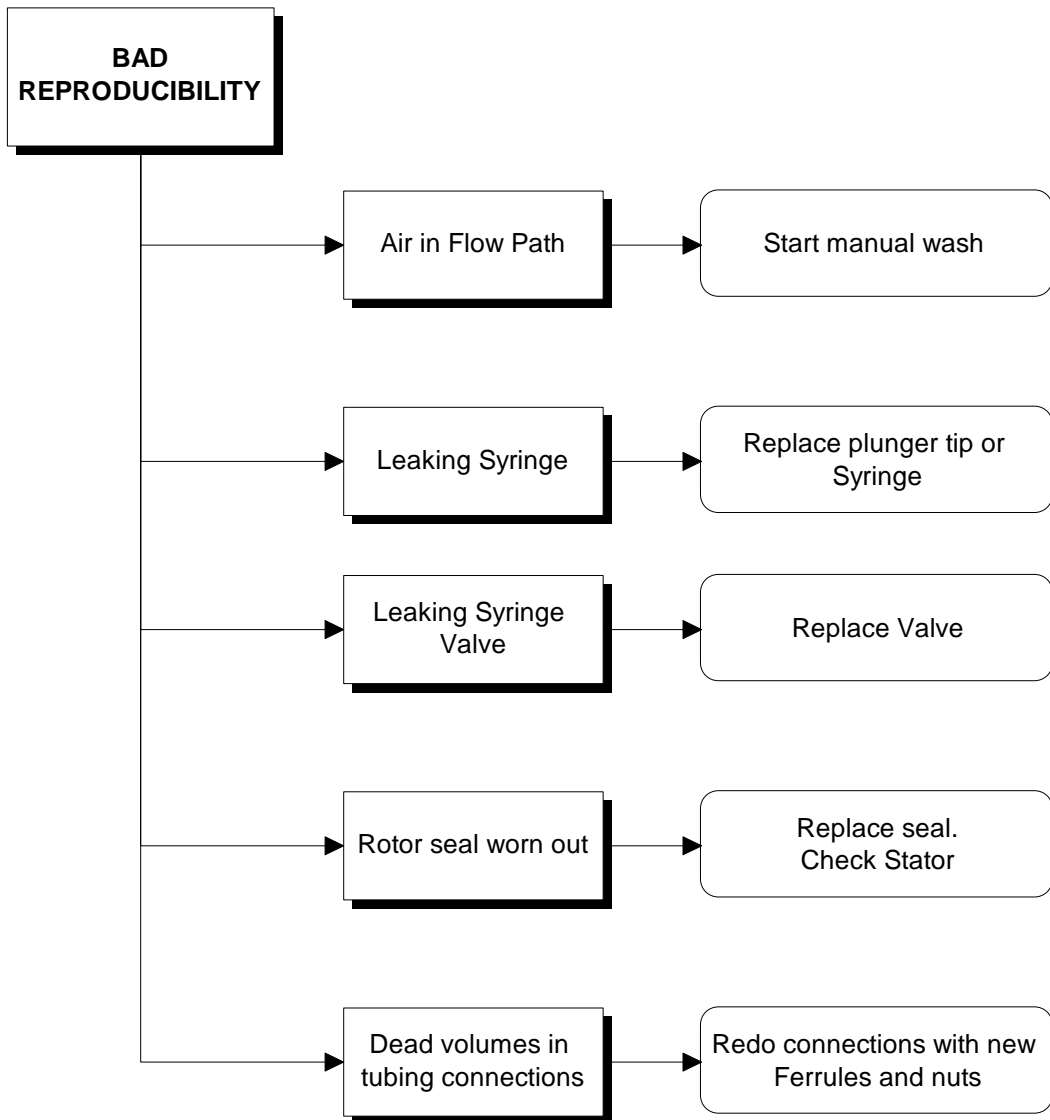 BAD
REPRODUCIBILITY
Air in Flow Path
Start manual wash
Leaking Syringe
Replace plunger tip or
Syringe
Leaking Syringe
Valve
Replace Valve
Rotor seal worn out
Replace seal.
Check Stator
Dead volumes in
tubing connections
Redo connections with new
Ferrules and nuts